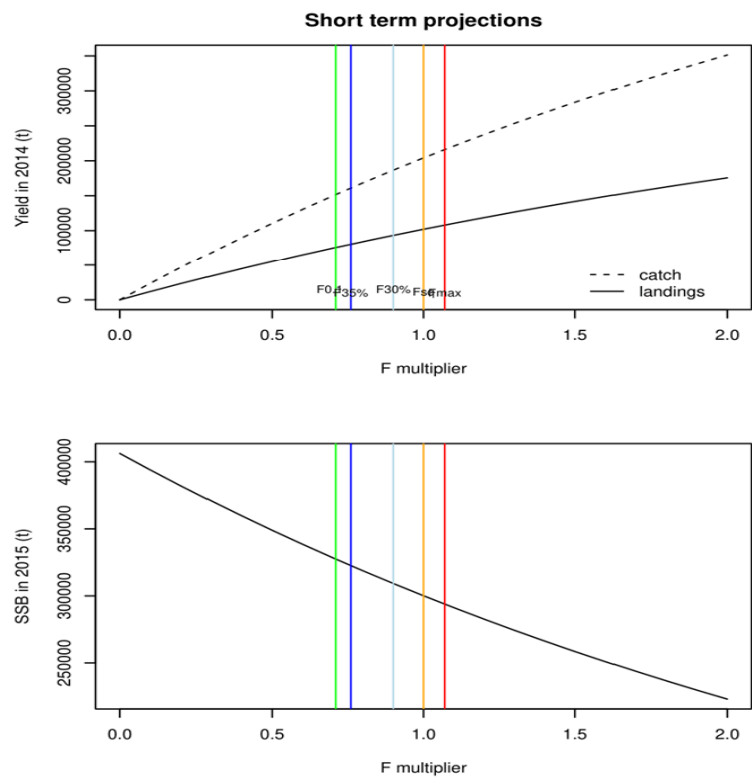 Short term projections
Yield in 2014 (t)
300000
200000
100000
0
F0.1
F35%
F30%
Fsq
Fmax
catch
landings
0.0 0.5 1.0 1.5 2.0
F multiplier
SSB in 2015 (t)
400000
350000
300000
250000
0.0 0.5 1.0 1.5 2.0
F multiplier